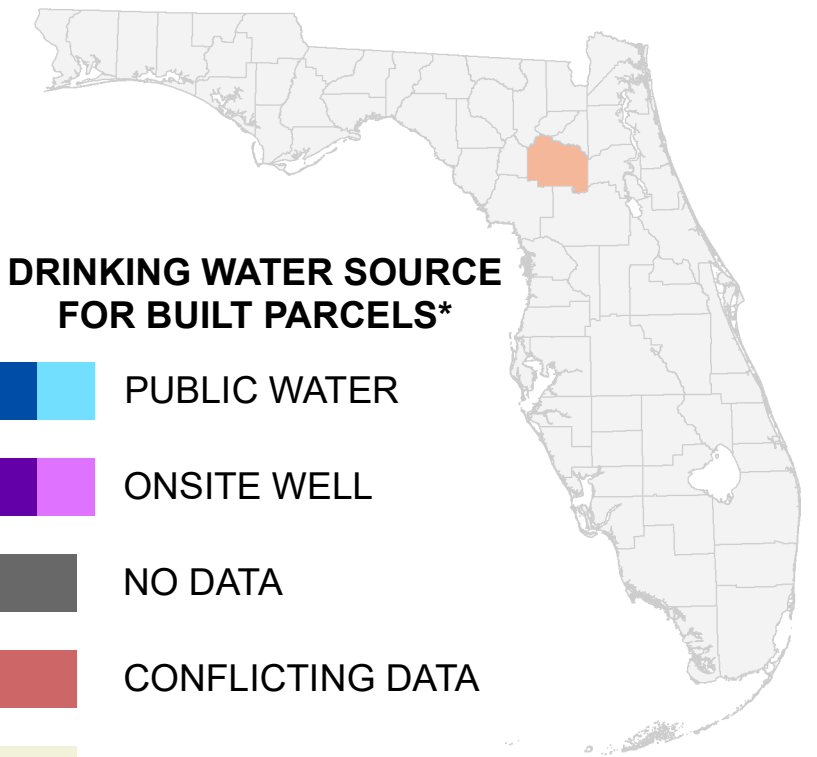 DRINKING WATER SOURCE
FOR BUILT PARCELS*
PUBLIC WATER
ONSITE WELL
NO DATA
CONFLICTING DATA